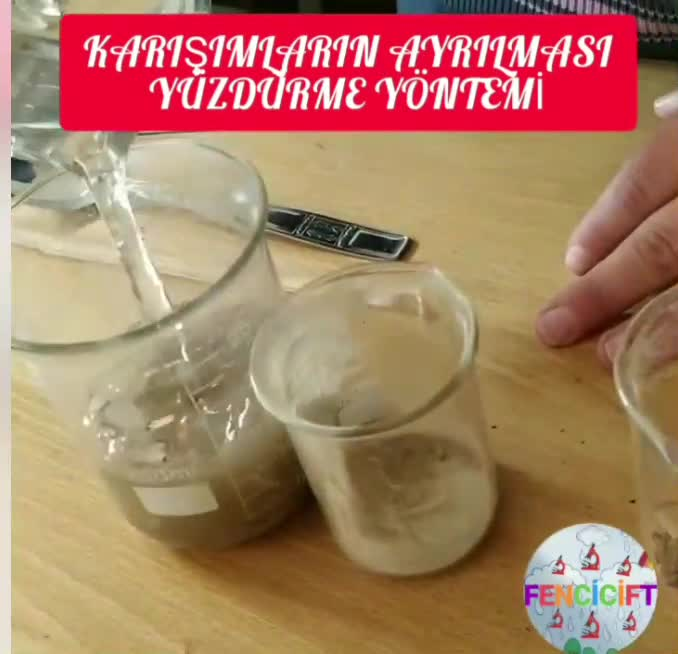 KARIŞIMLARIN AYRILMASI
YÜZDÜRME YÖNTEMİ
FENCİCİFT